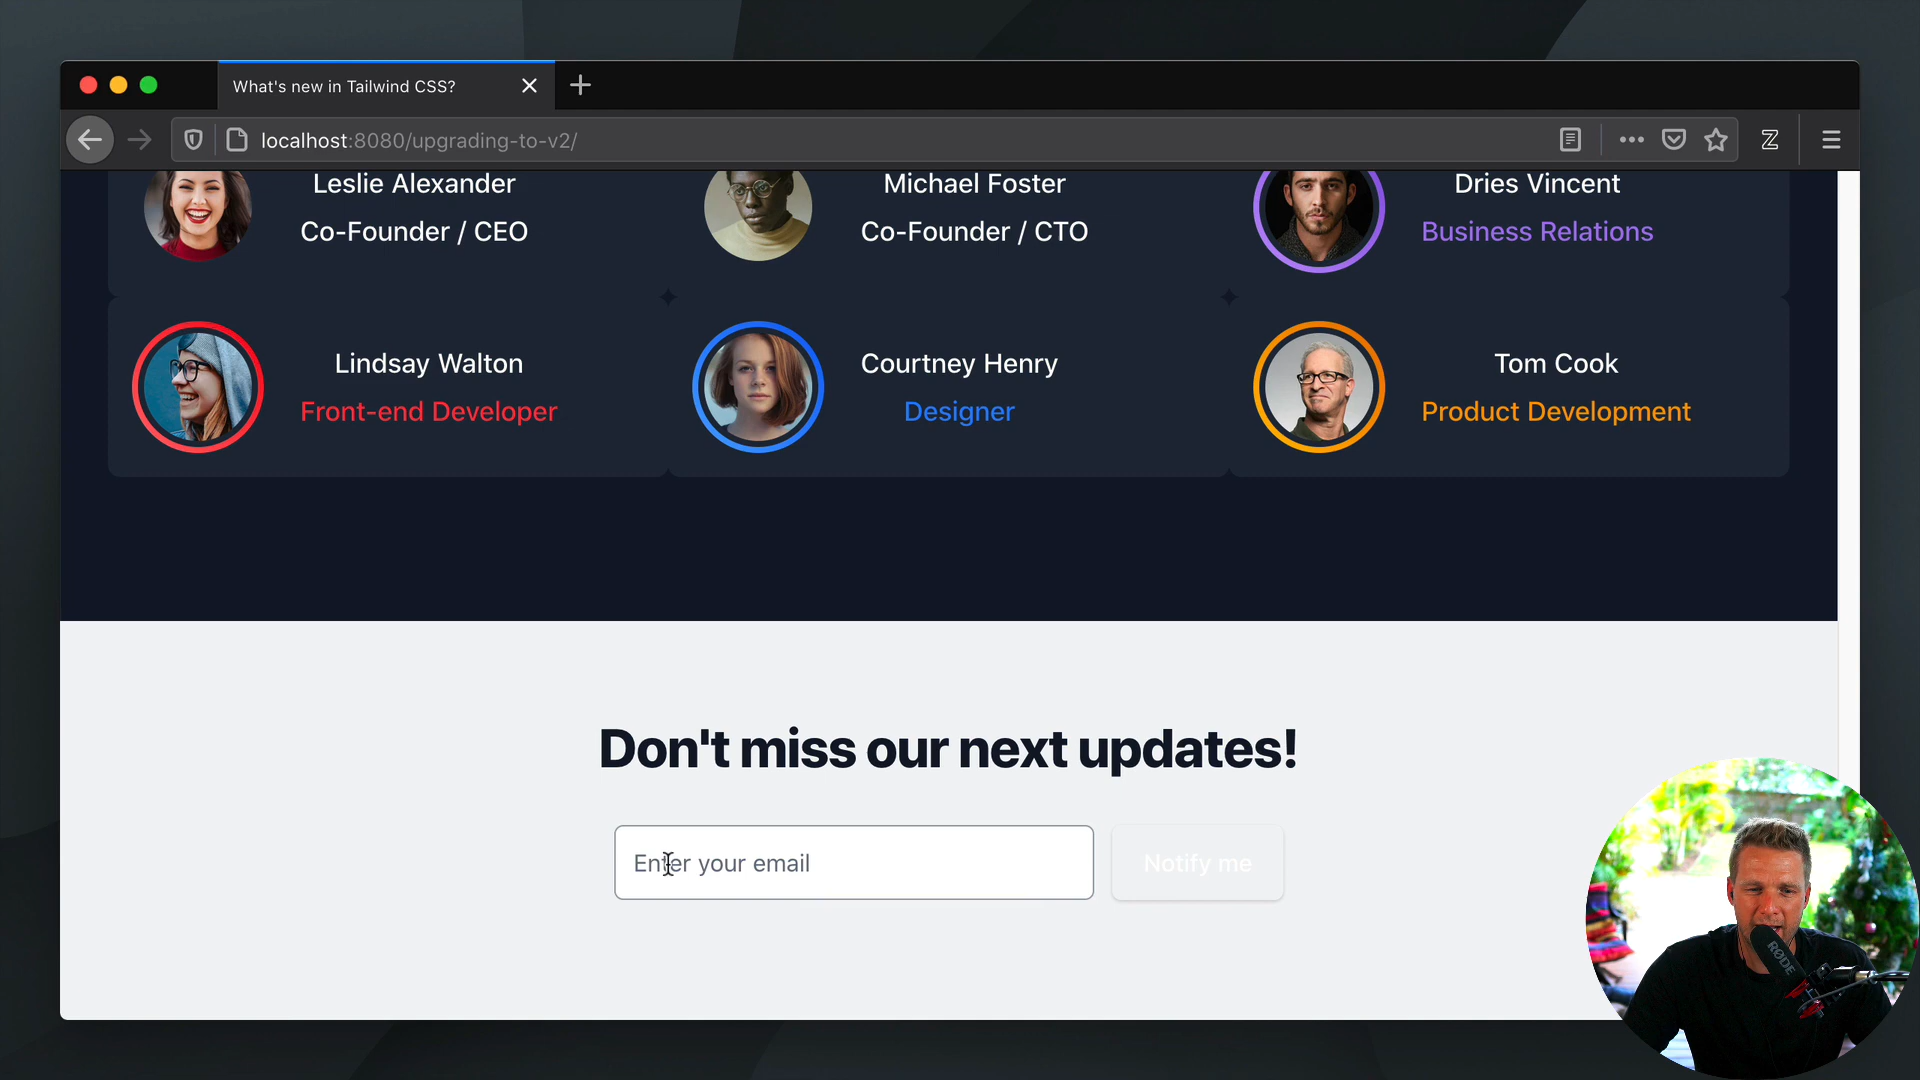 What's new in Tailwind CSS?
localhost:8080/upgrading-to-v2/
Leslie Alexander
Co-Founder / CEO
Michael Foster
Co-Founder / CTO
Dries Vincent
Business Relations
Lindsay Walton
Front-end Developer
Courtney Henry
Designer
Tom Cook
Product Development
Don't miss our next updates!
Enter your email
Notify me
RØDE